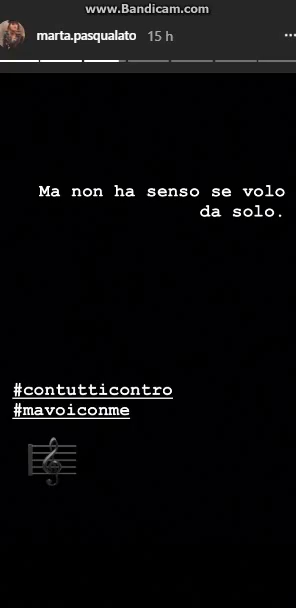 www.Bandicam.com
marta.pasqualato 15 h
Ma non ha senso se volo
da solo.
#contutticontro
#mavoiconme